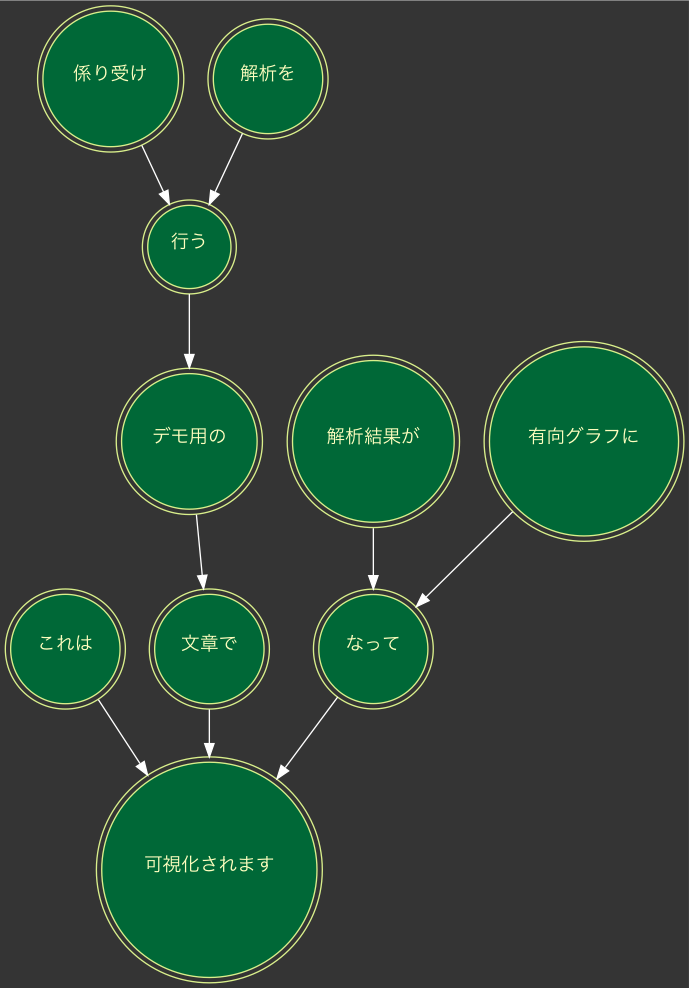 係り受け
解析を
行う
デモ用の
解析結果が
有向グラフに
これは
文章で
なって
可視化されます